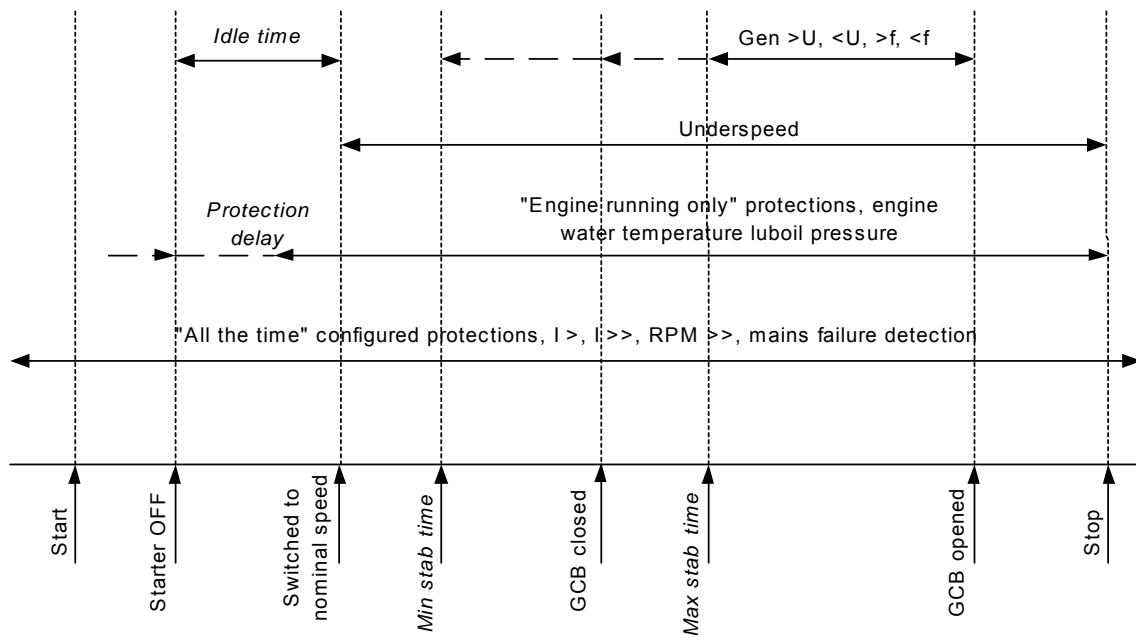 Idle time
Gen >U, <U, >f, <f
Underspeed
Protection
delay
"Engine running only" protections, engine
water temperature luboil pressure
"All the time" configured protections, I >, I >>, RPM >>, mains failure detection
Start
Starter OFF
Switched to
nominal speed
Min stab time
GCB closed
Max stab time
GCB opened
Stop